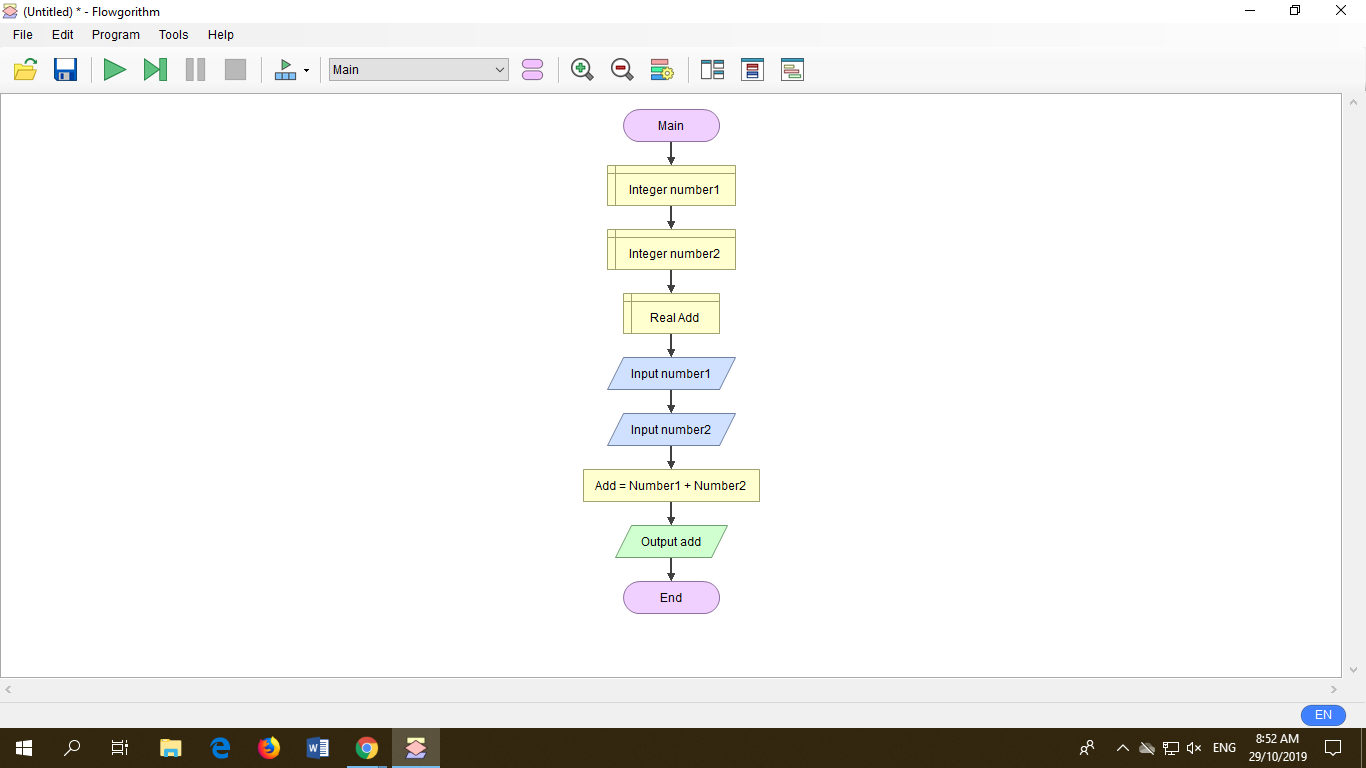 (Untitled) * - Flowgorithm
File Edit Program Tools Help
Main
Main
Integer number1
Integer number2
Real Add
Input number1
Input number2
Add = Number1 + Number2
Output add
End
EN
W
ENG
8:52 AM
29/10/2019